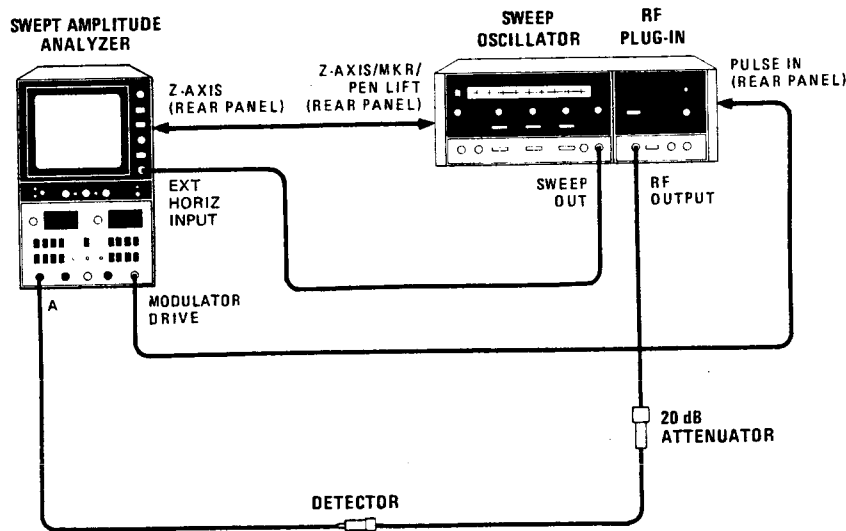 SWEPT AMPLITUDE
ANALYZER
SWEEP
OSCILLATOR
RF
PLUG-IN
Z-AXIS
(REAR PANEL)
Z-AXIS/MKR/
PEN LIFT
(REAR PANEL)
PULSE IN
(REAR PANEL)
EXT
HORIZ
INPUT
SWEEP
OUT
RF
OUTPUT
A
MODULATOR
DRIVE
20 dB
ATTENUATOR
DETECTOR